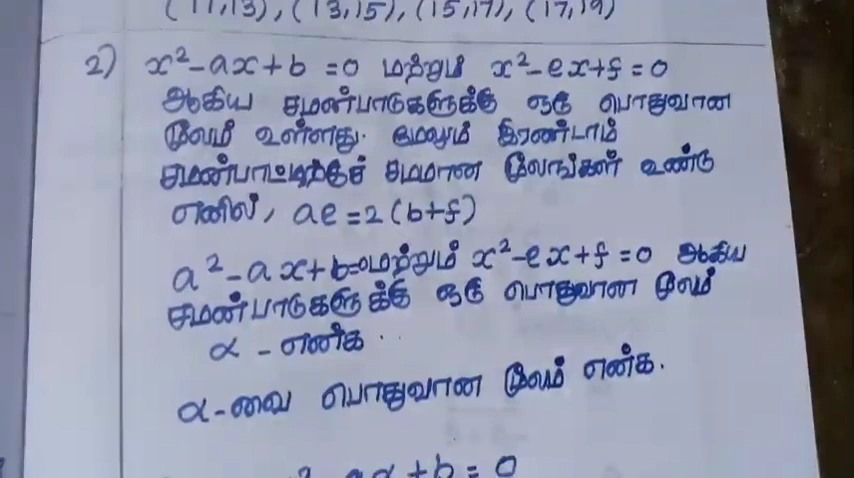 (11,13), (13,15), (15,17), (17,19)
2) x²-ax+b =0 மற்றும் x²-ex+f=0
ஆகிய சமன்பாடுகளுக்கு ஒரு பொதுவான
மூலம் உள்ளது. மேலும் இரண்டாம்
சமன்பாட்டிற்குச் சமமான மூலங்கள் உண்டு
எனில், ae=2(b+f)
a²-ax+b=0மற்றும் x²-ex+f=0 ஆகிய
சமன்பாடுகளுக்கு ஒரு பொதுவான மூலம்
α - என்க.
α-வை பொதுவான மூலம் என்க.
aα+b=0